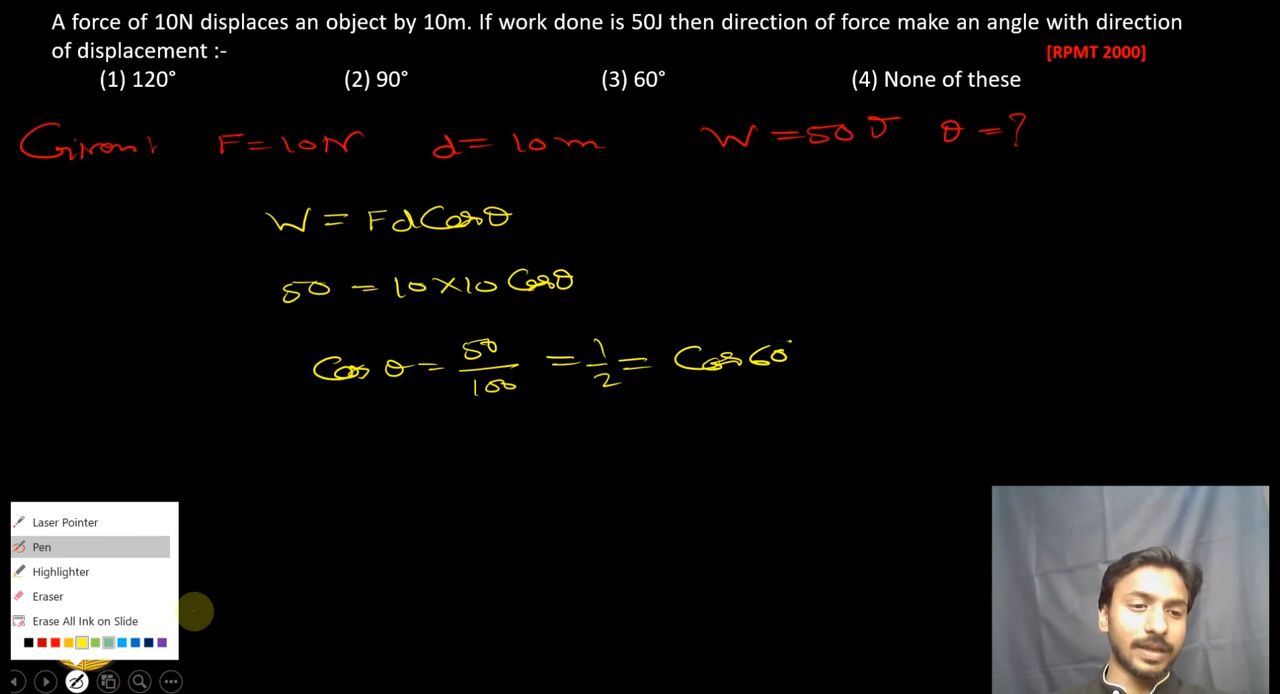 A force of 10N displaces an object by 10m. If work done is 50J then direction of force make an angle with direction
of displacement :- [RPMT 2000]
(1) 120° (2) 90° (3) 60° (4) None of these
Given: F=10N d=10m W=50J θ=?
W = Fd Cosθ
50 = 10×10 Cosθ
Cos θ = 50/100 = 1/2 = Cos 60°
Laser Pointer
Pen
Highlighter
Eraser
Erase All Ink on Slide